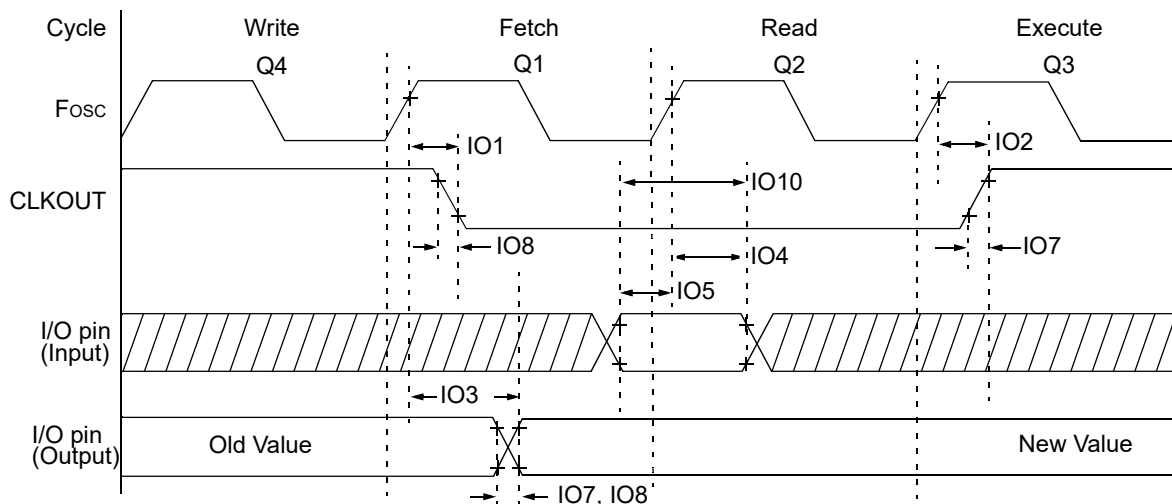 Cycle Write Fetch Read Execute
Q4 Q1 Q2 Q3
FOSC
IO1 IO2
CLKOUT IO10
IO8 IO4 IO7
IO5
I/O pin
(Input)
IO3
I/O pin
(Output) Old Value New Value
IO7, IO8